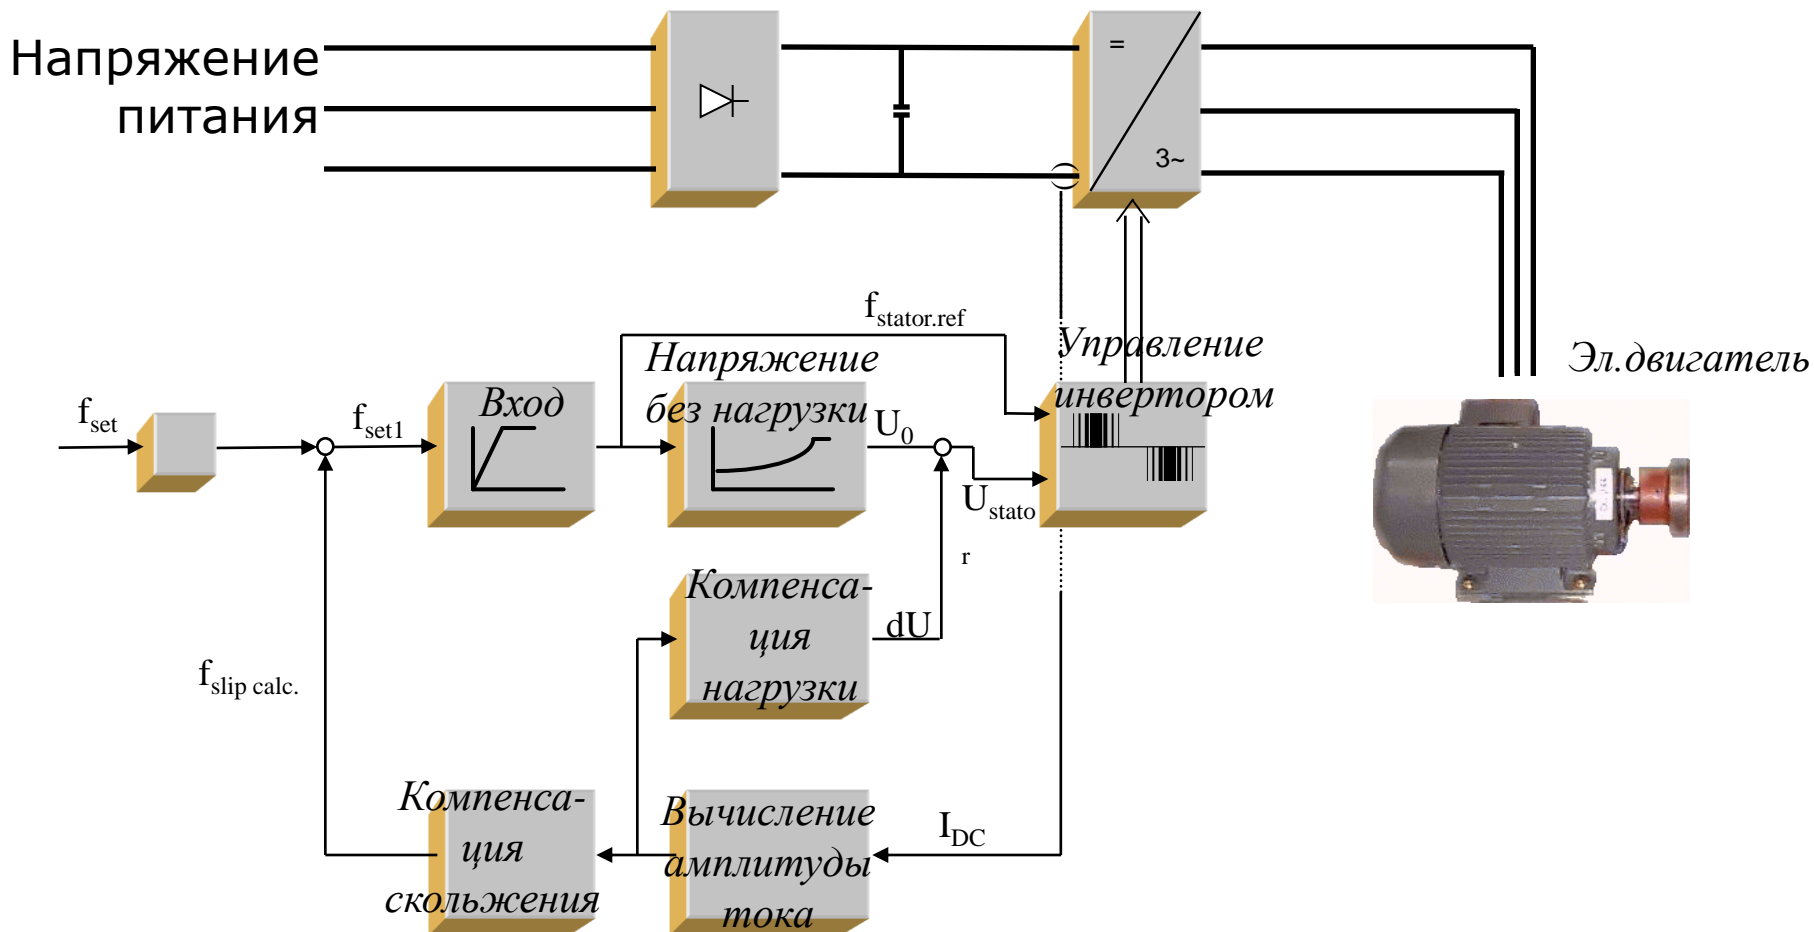 Напряжение
питания
=
3~
f stator.ref
Напряжение
без нагрузки
Управление
инвертором
Эл.двигатель
f set
f set1
Вход
U 0
U stato
r
Компенса-
ция
нагрузки
dU
f slip calc.
Компенса-
ция
скольжения
Вычисление
амплитуды
тока
I DC